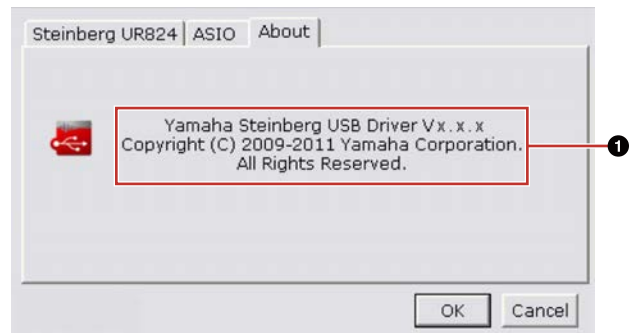 Steinberg UR824 ASIO About
Yamaha Steinberg USB Driver Vx.x.x
Copyright (C) 2009-2011 Yamaha Corporation.
All Rights Reserved.
1
OK Cancel